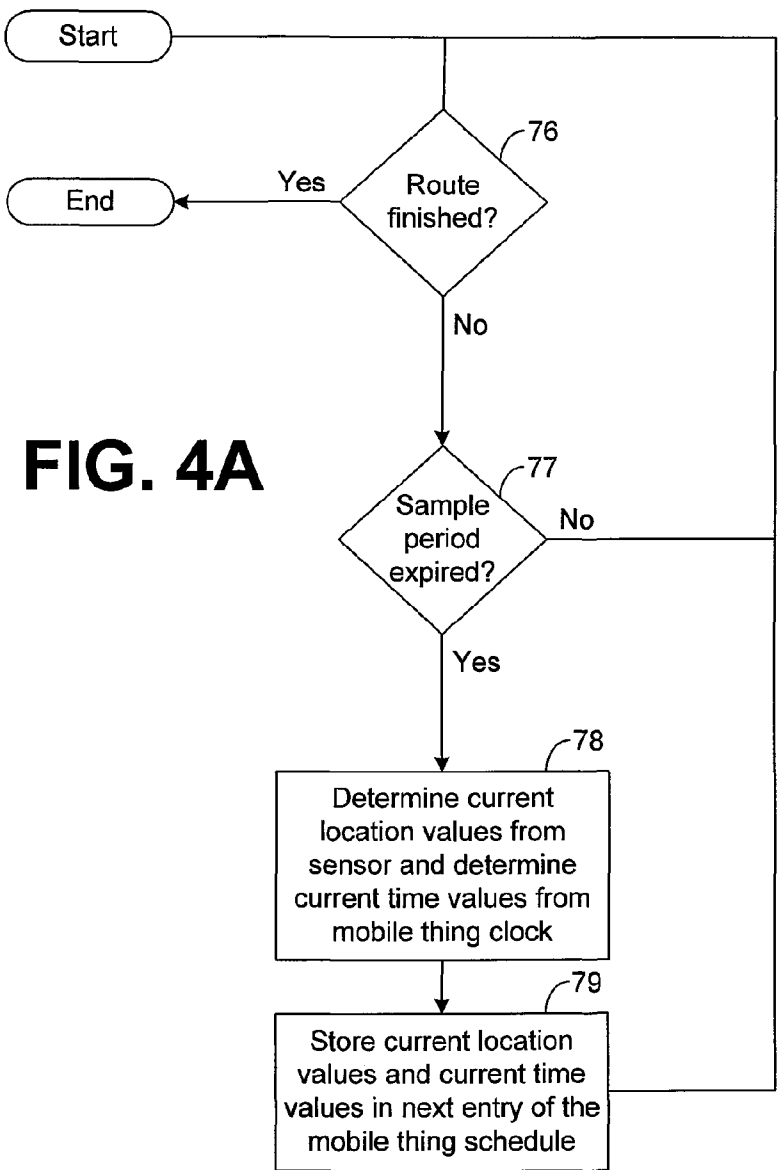 Start
76
Route
finished?
Yes
End
No
FIG. 4A
77
Sample
period
expired?
No
Yes
78
Determine current
location values from
sensor and determine
current time values from
mobile thing clock
79
Store current location
values and current time
values in next entry of the
mobile thing schedule